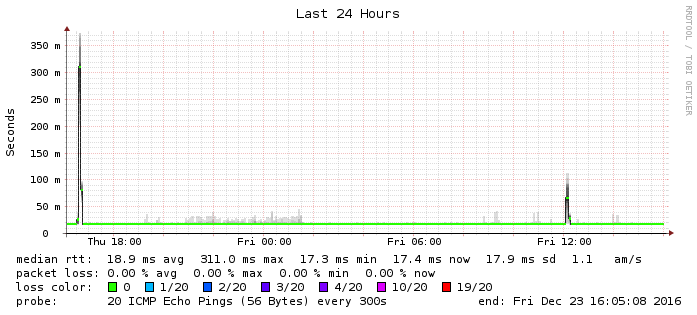 Last 24 Hours
RRDTOOL / TOBI OETIKER
Seconds
350 m
300 m
250 m
200 m
150 m
100 m
50 m
0
Thu 18:00 Fri 00:00 Fri 06:00 Fri 12:00
median rtt: 18.9 ms avg 311.0 ms max 17.3 ms min 17.4 ms now 17.9 ms sd 1.1 am/s
packet loss: 0.00 % avg 0.00 % max 0.00 % min 0.00 % now
loss color: 0 1/20 2/20 3/20 4/20 10/20 19/20
probe: 20 ICMP Echo Pings (56 Bytes) every 300s end: Fri Dec 23 16:05:08 2016